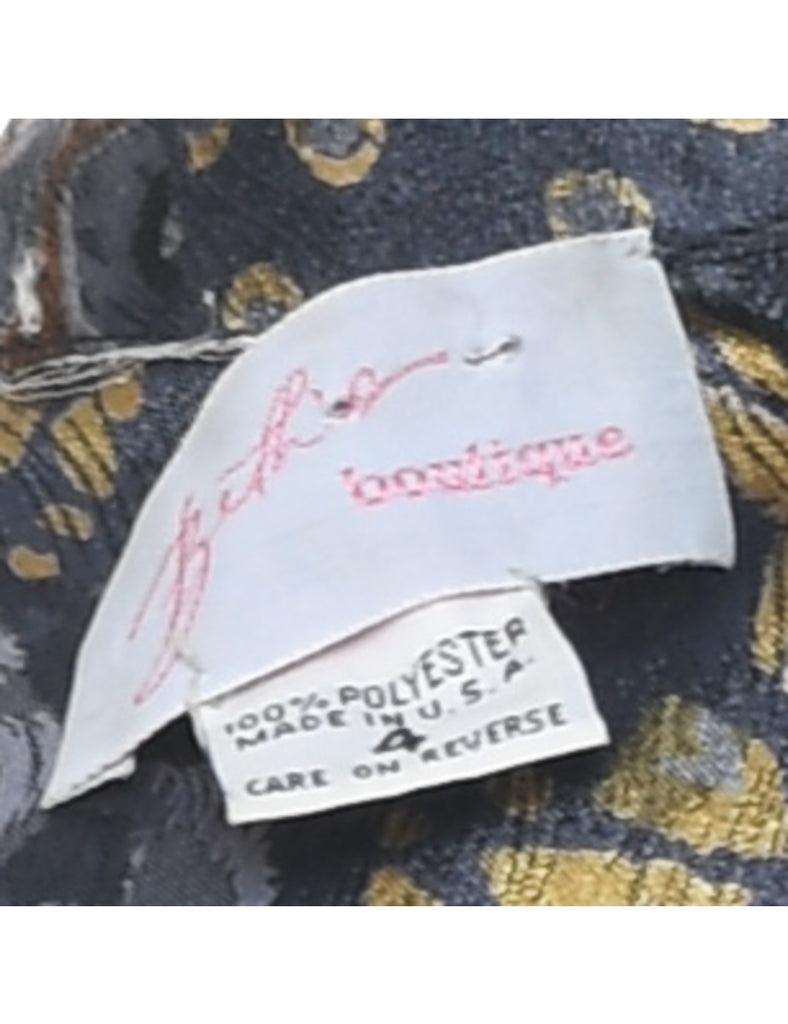 boutique
100% POLYESTER
MADE IN U.S.A.
4
CARE ON REVERSE